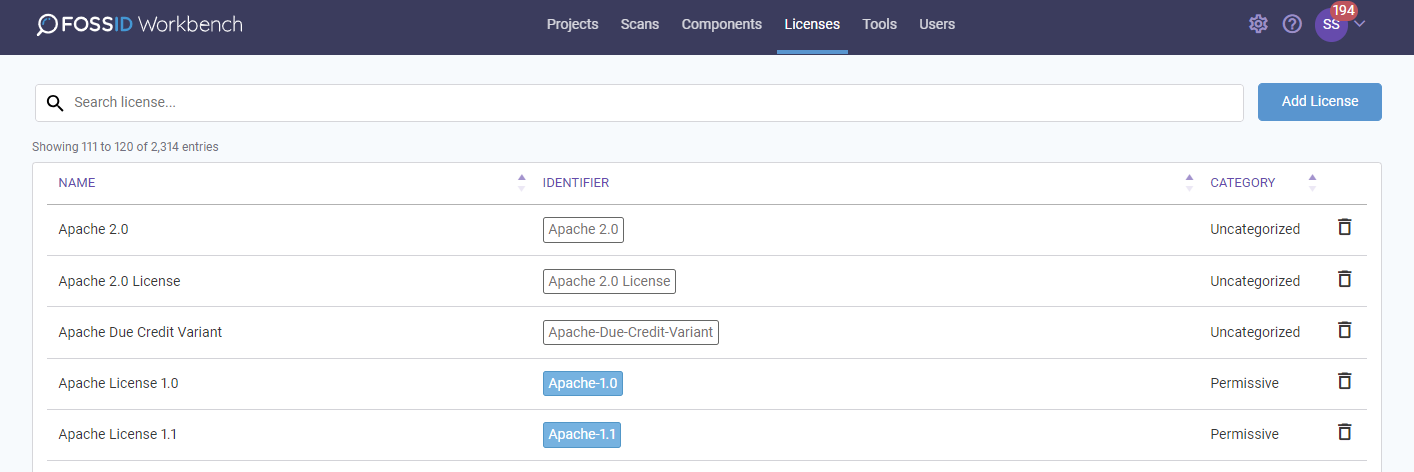 FOSSID Workbench
Projects Scans Components Licenses Tools Users
SS 194
Search license...
Add License
Showing 111 to 120 of 2,314 entries
NAME IDENTIFIER CATEGORY
Apache 2.0 Apache 2.0 Uncategorized
Apache 2.0 License Apache 2.0 License Uncategorized
Apache Due Credit Variant Apache-Due-Credit-Variant Uncategorized
Apache License 1.0 Apache-1.0 Permissive
Apache License 1.1 Apache-1.1 Permissive